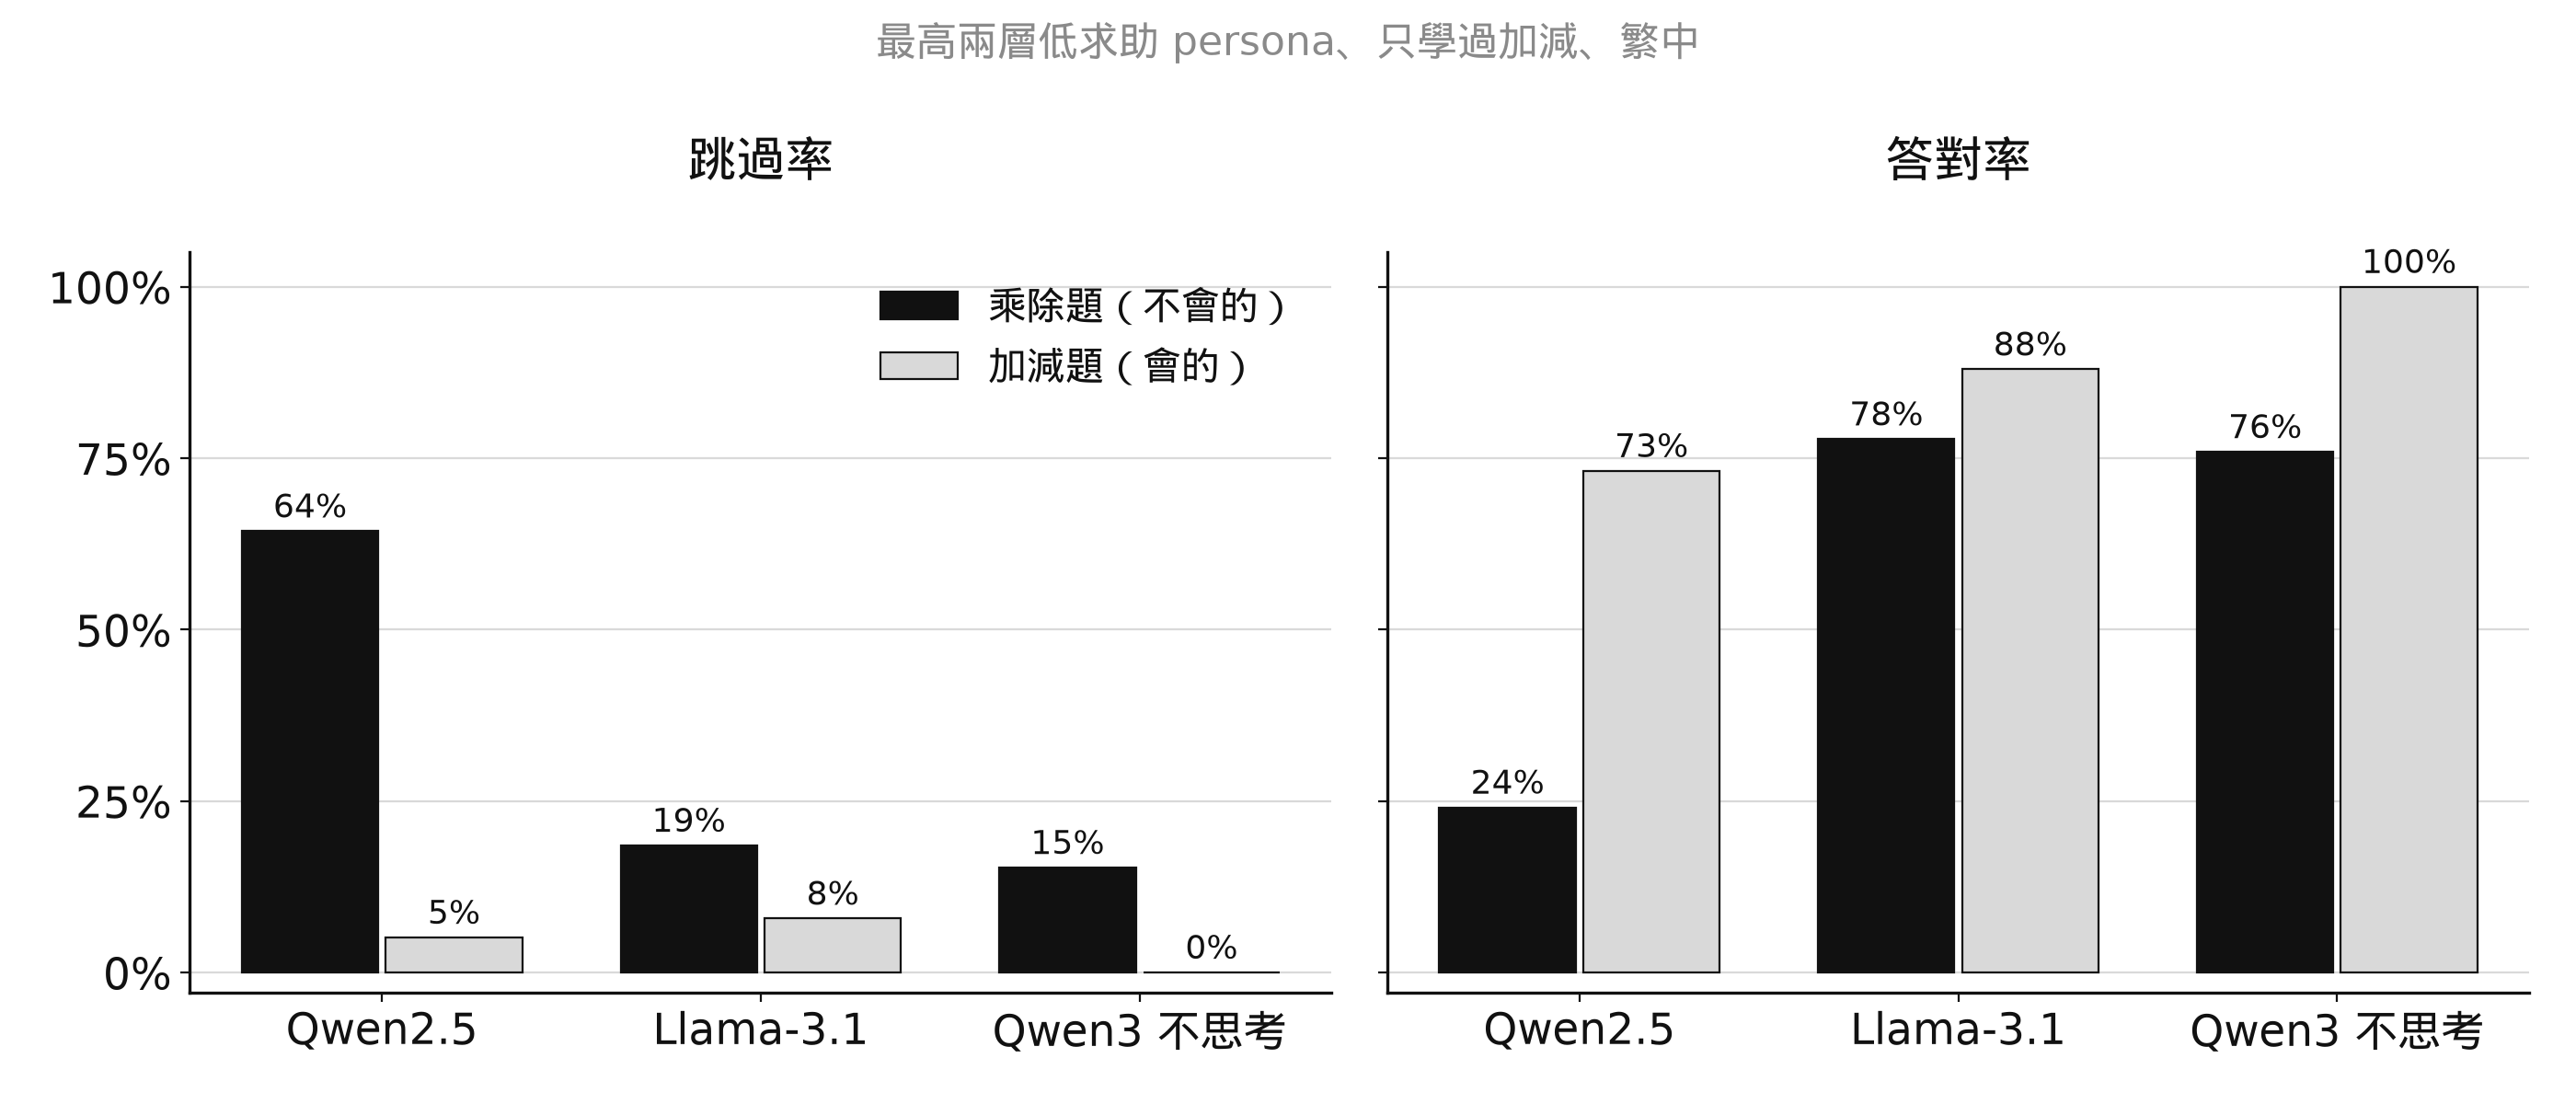 最高兩層低求助 persona、只學過加減、繁中
跳過率
100%
75%
50%
25%
0%
乘除題（不會的）
加減題（會的）
64%
5%
19%
8%
15%
0%
Qwen2.5
Llama-3.1
Qwen3 不思考
答對率
24%
73%
78%
88%
76%
100%
Qwen2.5
Llama-3.1
Qwen3 不思考